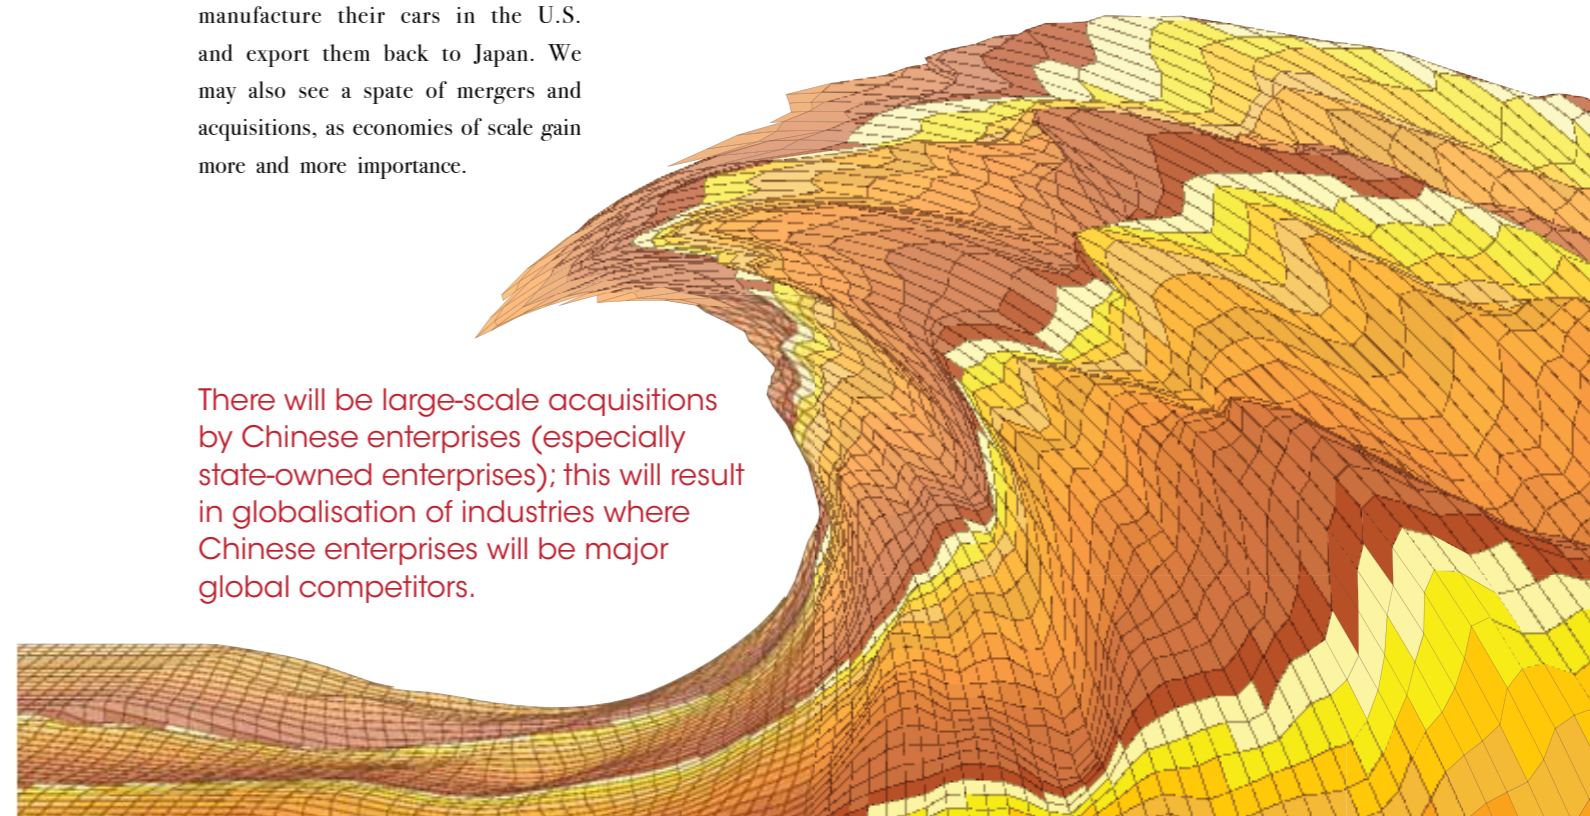 manufacture their cars in the U.S.
and export them back to Japan. We
may also see a spate of mergers and
acquisitions, as economies of scale gain
more and more importance.
There will be large-scale acquisitions
by Chinese enterprises (especially
state-owned enterprises); this will result
in globalisation of industries where
Chinese enterprises will be major
global competitors.